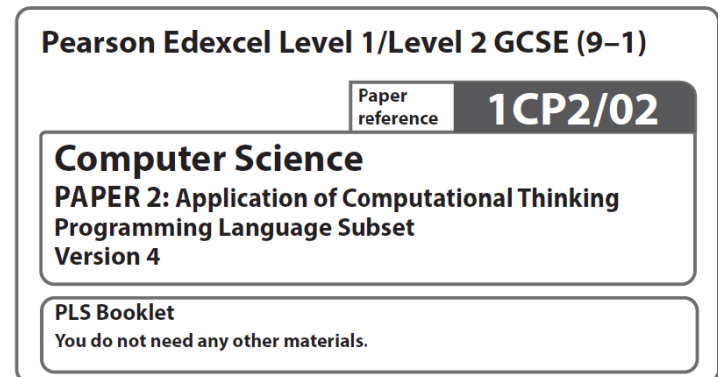 Pearson Edexcel Level 1/Level 2 GCSE (9–1)
Paper
reference
1CP2/02
Computer Science
PAPER 2: Application of Computational Thinking
Programming Language Subset
Version 4
PLS Booklet
You do not need any other materials.